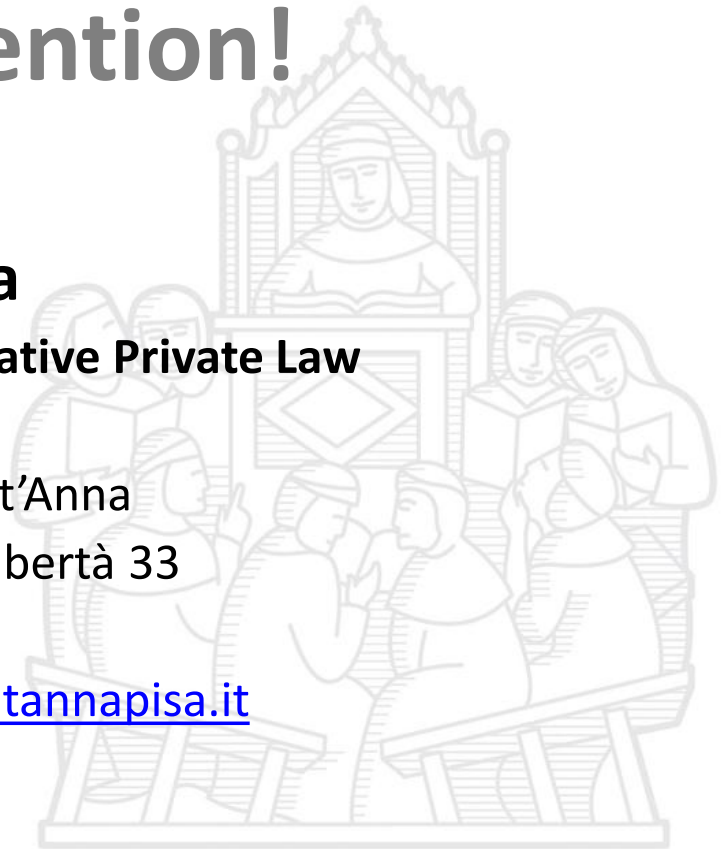 ention!
a
ative Private Law
t’Anna
bertà 33
tannapisa.it